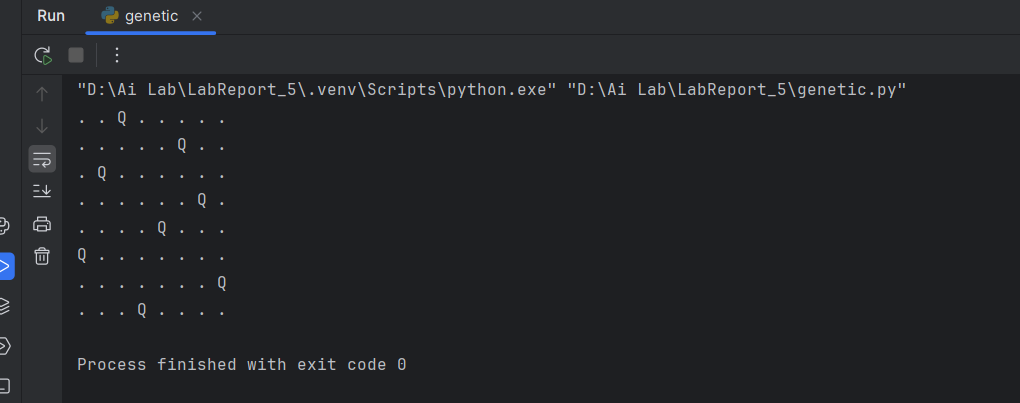 Run genetic
"D:\Ai Lab\LabReport_5\.venv\Scripts\python.exe" "D:\Ai Lab\LabReport_5\genetic.py"
. . Q . . . . .
. . . . . Q . .
. Q . . . . . .
. . . . . . Q .
. . . . Q . . .
Q . . . . . . .
. . . . . . . Q
. . . Q . . . .
Process finished with exit code 0